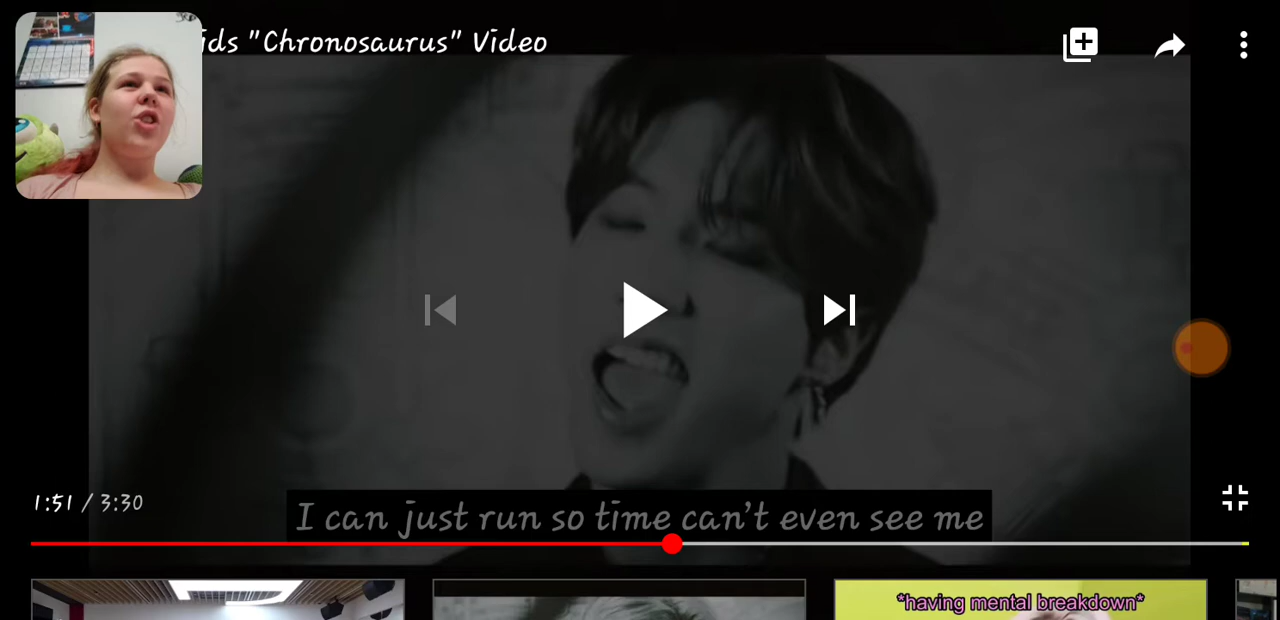 ids "Chronosaurus" Video
1:51 / 3:30
I can just run so time can't even see me
*having mental breakdown*